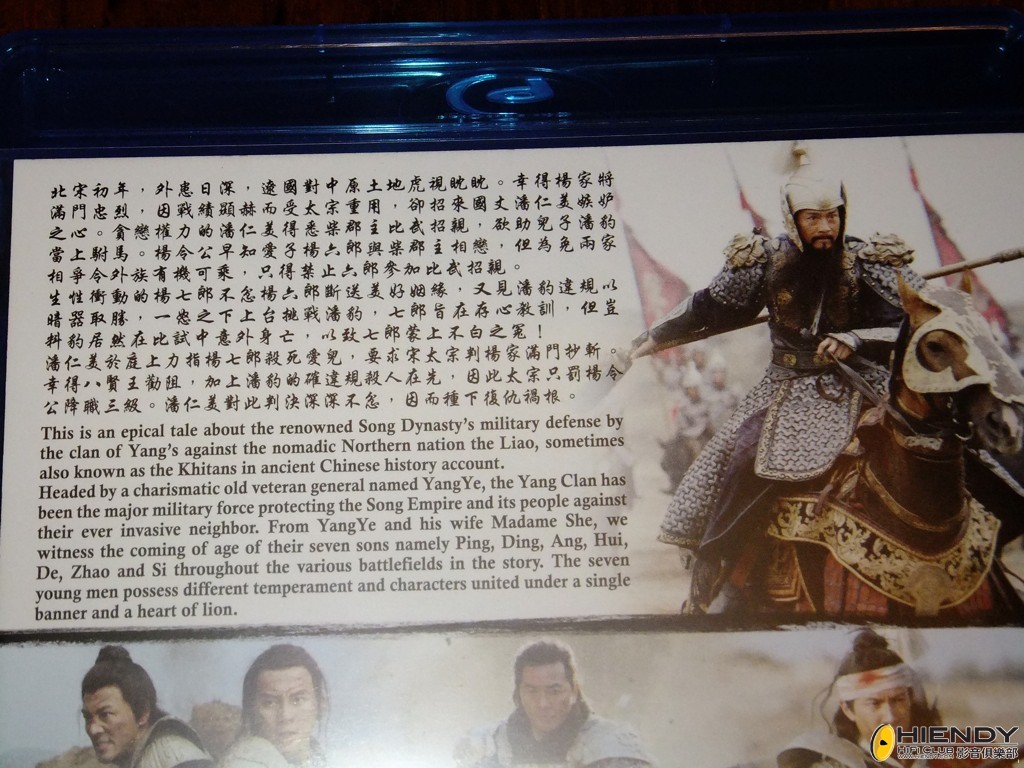 北宋初年，外患日深，遼國對中原土地虎視眈眈。幸得楊家將
滿門忠烈，因戰績顯赫而受太宗重用，卻招來國丈潘仁美嫉妒
之心。貪戀權力的潘仁美得悉柴郡主比武招親，欲助兒子潘豹
當上駙馬。楊令公早知愛子楊六郎與柴郡主相戀，但為免兩家
相爭令外族有機可乘，只得禁止六郎參加比武招親。
生性衝動的楊七郎不忿楊六郎斷送美好姻緣，又見潘豹違規以
暗器取勝，一怒之下上台挑戰潘豹，七郎旨在存心教訓，但豈
料豹居然在比試中意外身亡，以致七郎蒙上不白之冤！
潘仁美於庭上力指楊七郎殺死愛兒，要求宋太宗判楊家滿門抄斬。
幸得八賢王勸阻，加上潘豹的確違規殺人在先，因此太宗只罰楊令
公降職三級。潘仁美對此判決深深不忿，因而種下復仇禍根。
This is an epical tale about the renowned Song Dynasty's military defense by
the clan of Yang's against the nomadic Northern nation the Liao, sometimes
also known as the Khitans in ancient Chinese history account.
Headed by a charismatic old veteran general named YangYe, the Yang Clan has
been the major military force protecting the Song Empire and its people against
their ever invasive neighbor. From YangYe and his wife Madame She, we
witness the coming of age of their seven sons namely Ping, Ding, Ang, Hui,
De, Zhao and Si throughout the various battlefields in the story. The seven
young men possess different temperament and characters united under a single
banner and a heart of lion.
HIENDY
HIFI CLUB 影音俱樂部